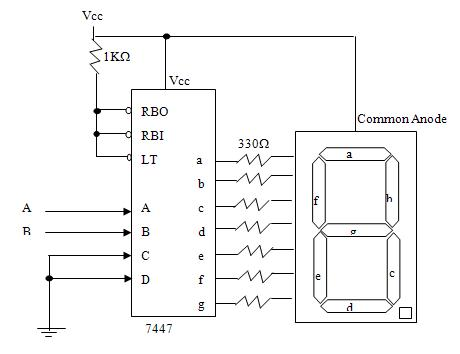 Vcc
1KΩ
Vcc
Common Anode
RBO
RBI
LT
330Ω
a
b
c
d
e
f
g
A
B
A
B
C
D
7447
a
f
b
g
e
c
d